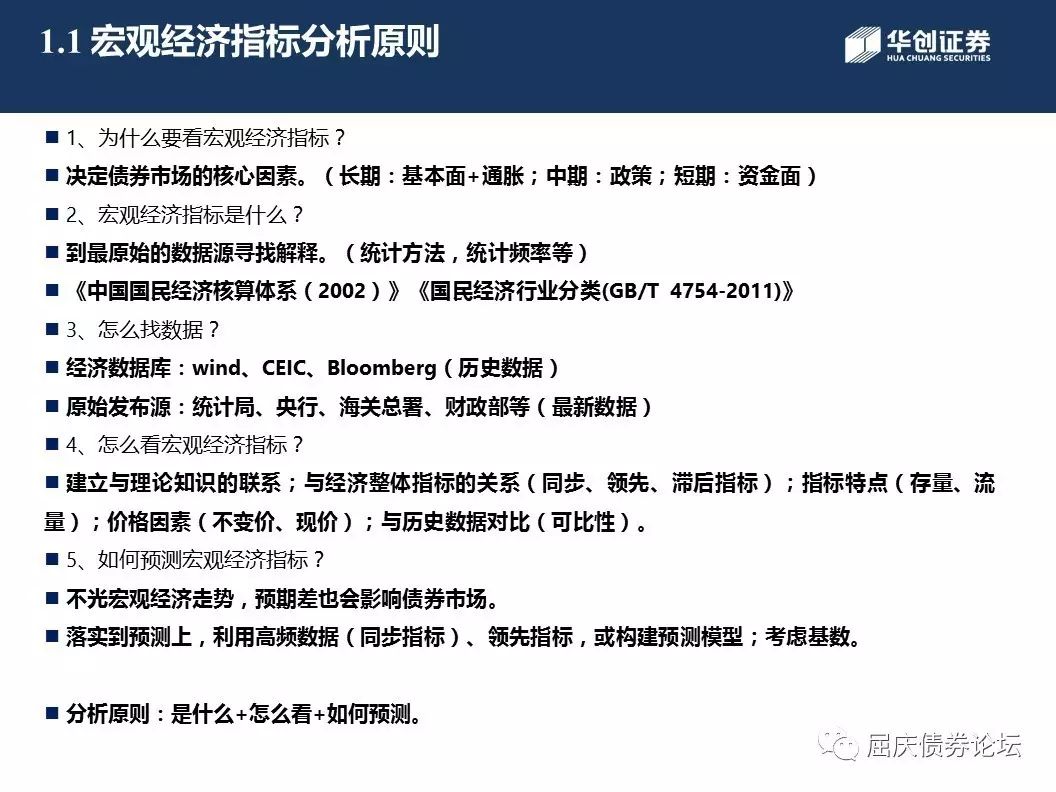 1.1 宏观经济指标分析原则
华创证券
HUA CHUANG SECURITIES
■ 1、为什么要看宏观经济指标？
■ 决定债券市场的核心因素。（长期：基本面+通胀；中期：政策；短期：资金面）
■ 2、宏观经济指标是什么？
■ 到最原始的数据源寻找解释。（统计方法，统计频率等）
■ 《中国国民经济核算体系（2002）》《国民经济行业分类(GB/T 4754-2011)》
■ 3、怎么找数据？
■ 经济数据库：wind、CEIC、Bloomberg（历史数据）
■ 原始发布源：统计局、央行、海关总署、财政部等（最新数据）
■ 4、怎么看宏观经济指标？
■ 建立与理论知识的联系；与经济整体指标的关系（同步、领先、滞后指标）；指标特点（存量、流
量）；价格因素（不变价、现价）；与历史数据对比（可比性）。
■ 5、如何预测宏观经济指标？
■ 不光宏观经济走势，预期差也会影响债券市场。
■ 落实到预测上，利用高频数据（同步指标）、领先指标，或构建预测模型；考虑基数。
■ 分析原则：是什么+怎么看+如何预测。
屈庆债券论坛